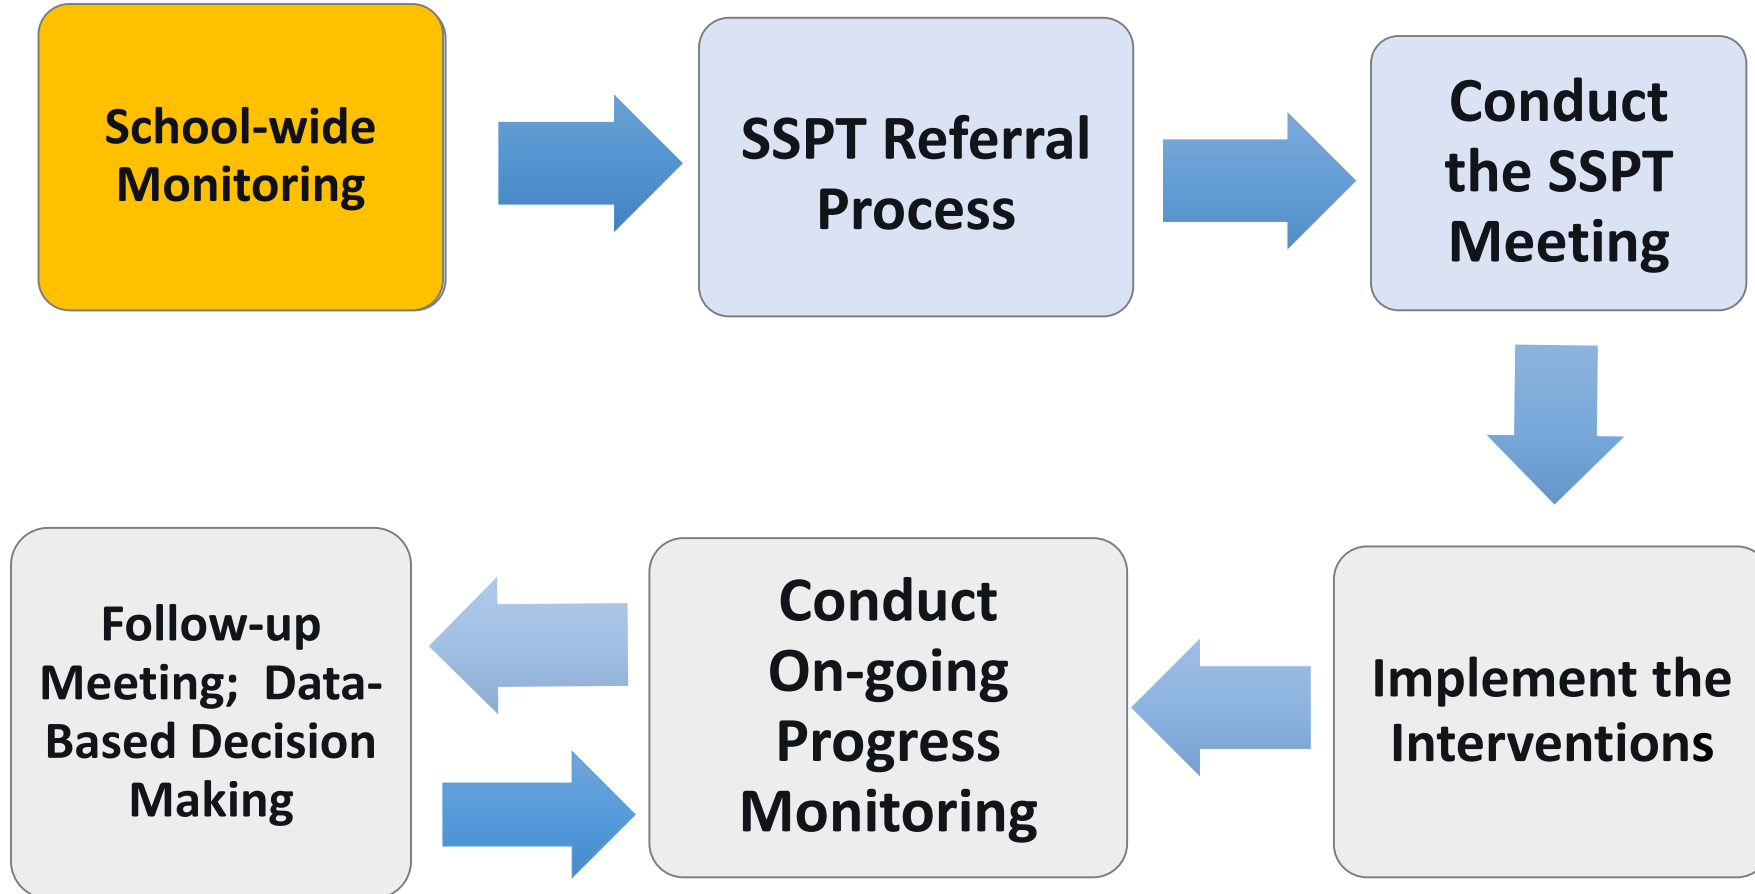 School-wide
Monitoring
SSPT Referral
Process
Conduct
the SSPT
Meeting
Implement the
Interventions
Conduct
On-going
Progress
Monitoring
Follow-up
Meeting;  Data-
Based Decision
Making